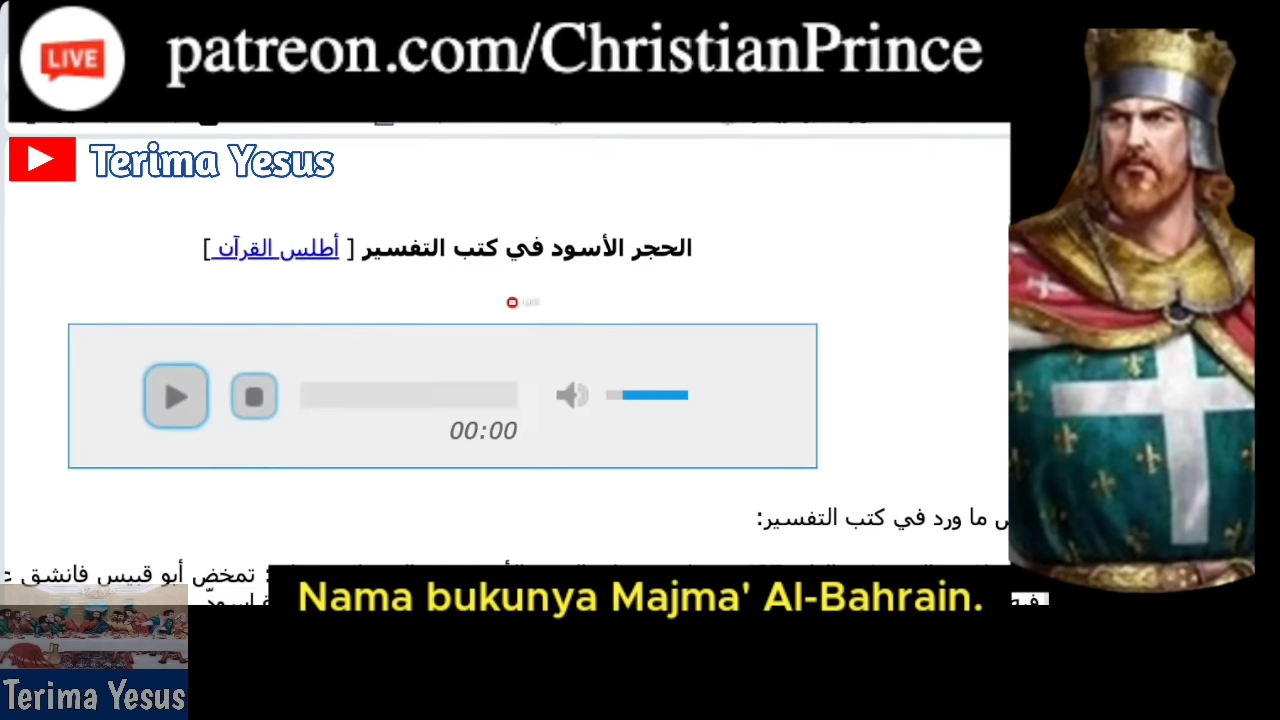 LIVE
patreon.com/ChristianPrince
Terima Yesus
الحجر الأسود في كتب التفسير [ أطلس القرآن ]
00:00
ما ورد في كتب التفسير:
تمخض أبو قبيس فانشق
Nama bukunya Majma' Al-Bahrain.
فيه
Terima Yesus